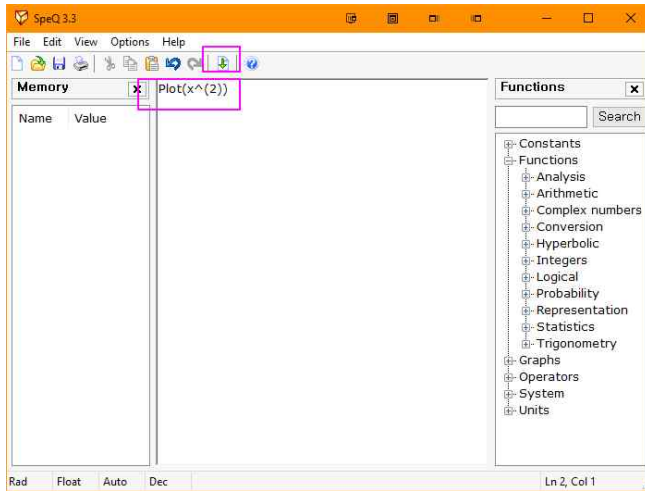 SpeQ 3.3
File Edit View Options Help
Memory
Name Value
Plot(x^(2))
Functions
Search
Constants
Functions
Analysis
Arithmetic
Complex numbers
Conversion
Hyperbolic
Integers
Logical
Probability
Representation
Statistics
Trigonometry
Graphs
Operators
System
Units
Rad Float Auto Dec Ln 2, Col 1